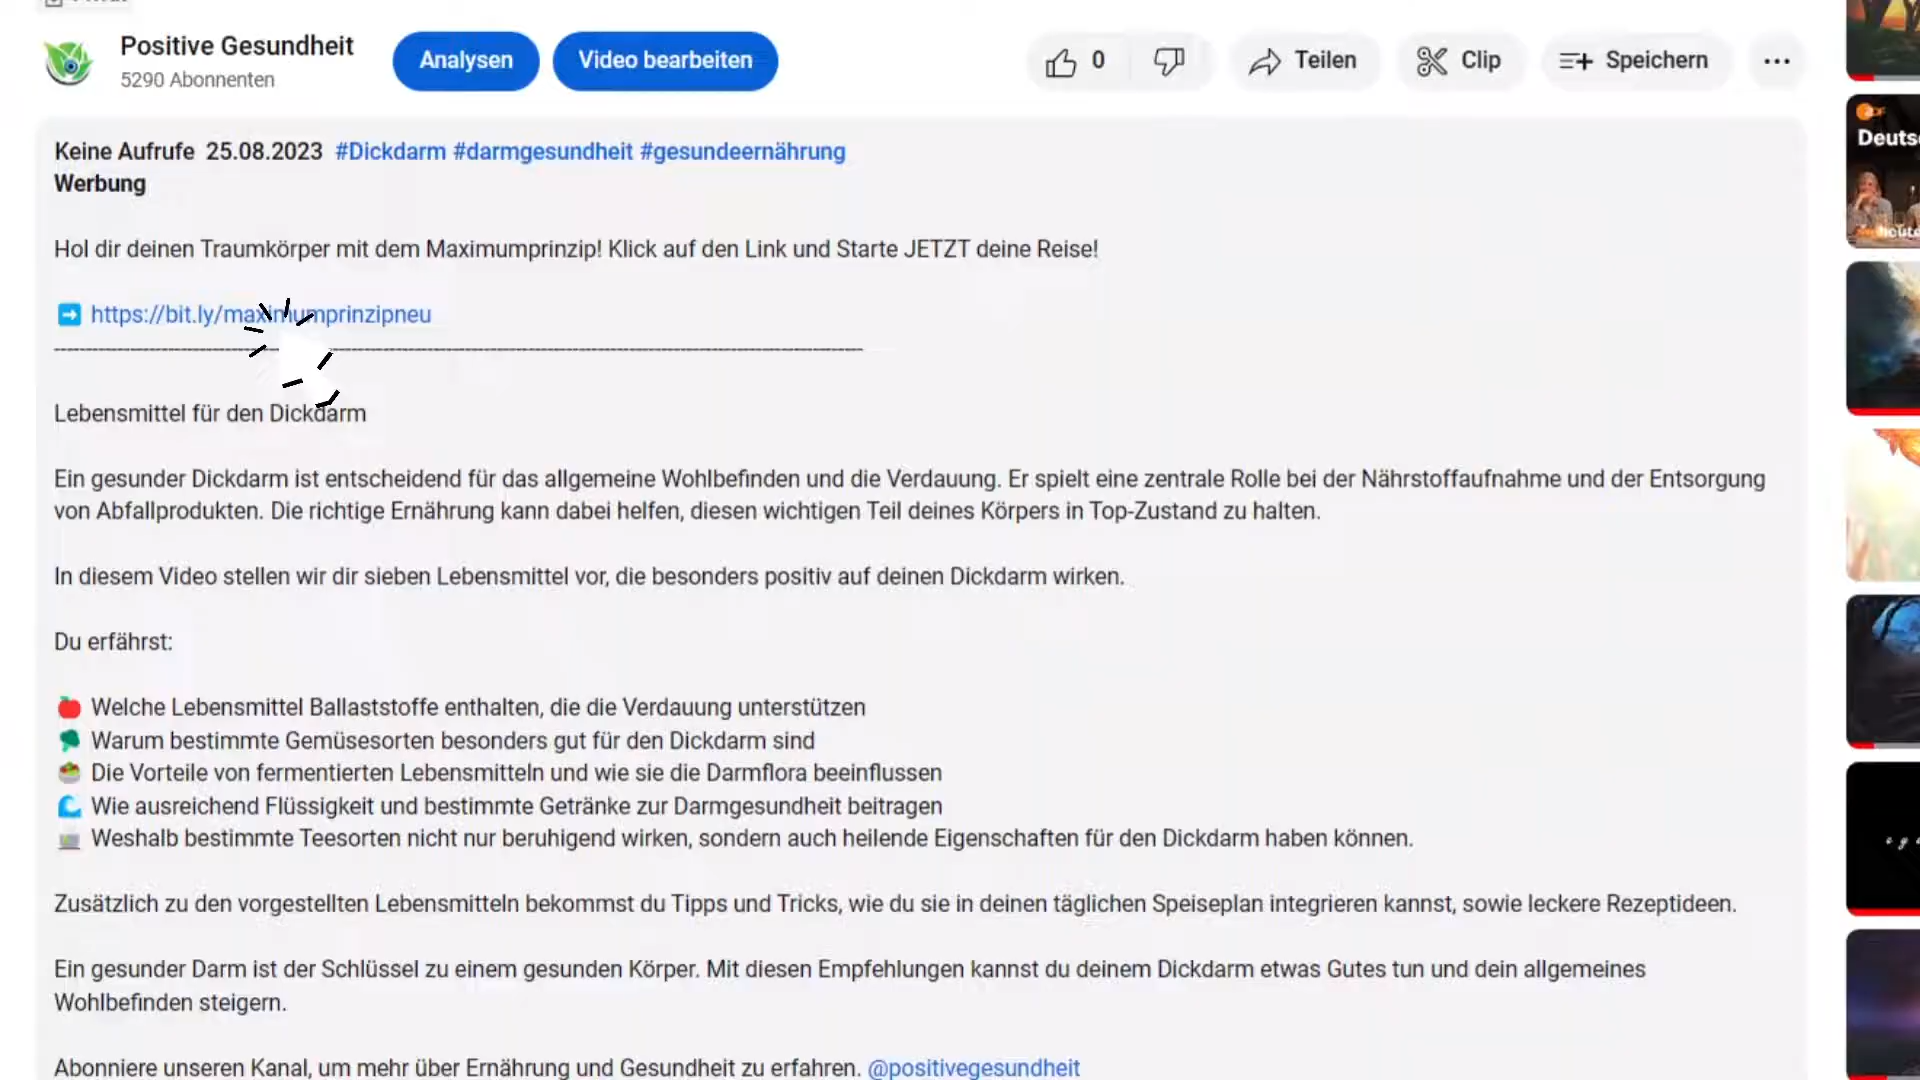 Positive Gesundheit
5290 Abonnenten
Analysen
Video bearbeiten
0
Teilen
Clip
Speichern
Keine Aufrufe 25.08.2023 #Dickdarm #darmgesundheit #gesundeernährung
Werbung
Hol dir deinen Traumkörper mit dem Maximumprinzip! Klick auf den Link und Starte JETZT deine Reise!
➡️ https://bit.ly/maximumprinzipneu
Lebensmittel für den Dickdarm
Ein gesunder Dickdarm ist entscheidend für das allgemeine Wohlbefinden und die Verdauung. Er spielt eine zentrale Rolle bei der Nährstoffaufnahme und der Entsorgung
von Abfallprodukten. Die richtige Ernährung kann dabei helfen, diesen wichtigen Teil deines Körpers in Top-Zustand zu halten.
In diesem Video stellen wir dir sieben Lebensmittel vor, die besonders positiv auf deinen Dickdarm wirken.
Du erfährst:
🍎 Welche Lebensmittel Ballaststoffe enthalten, die die Verdauung unterstützen
🥦 Warum bestimmte Gemüsesorten besonders gut für den Dickdarm sind
🥗 Die Vorteile von fermentierten Lebensmitteln und wie sie die Darmflora beeinflussen
🌊 Wie ausreichend Flüssigkeit und bestimmte Getränke zur Darmgesundheit beitragen
Weshalb bestimmte Teesorten nicht nur beruhigend wirken, sondern auch heilende Eigenschaften für den Dickdarm haben können.
Zusätzlich zu den vorgestellten Lebensmitteln bekommst du Tipps und Tricks, wie du sie in deinen täglichen Speiseplan integrieren kannst, sowie leckere Rezeptideen.
Ein gesunder Darm ist der Schlüssel zu einem gesunden Körper. Mit diesen Empfehlungen kannst du deinem Dickdarm etwas Gutes tun und dein allgemeines
Wohlbefinden steigern.
Abonniere unseren Kanal, um mehr über Ernährung und Gesundheit zu erfahren. @positivegesundheit
ZDF
Deuts
heute